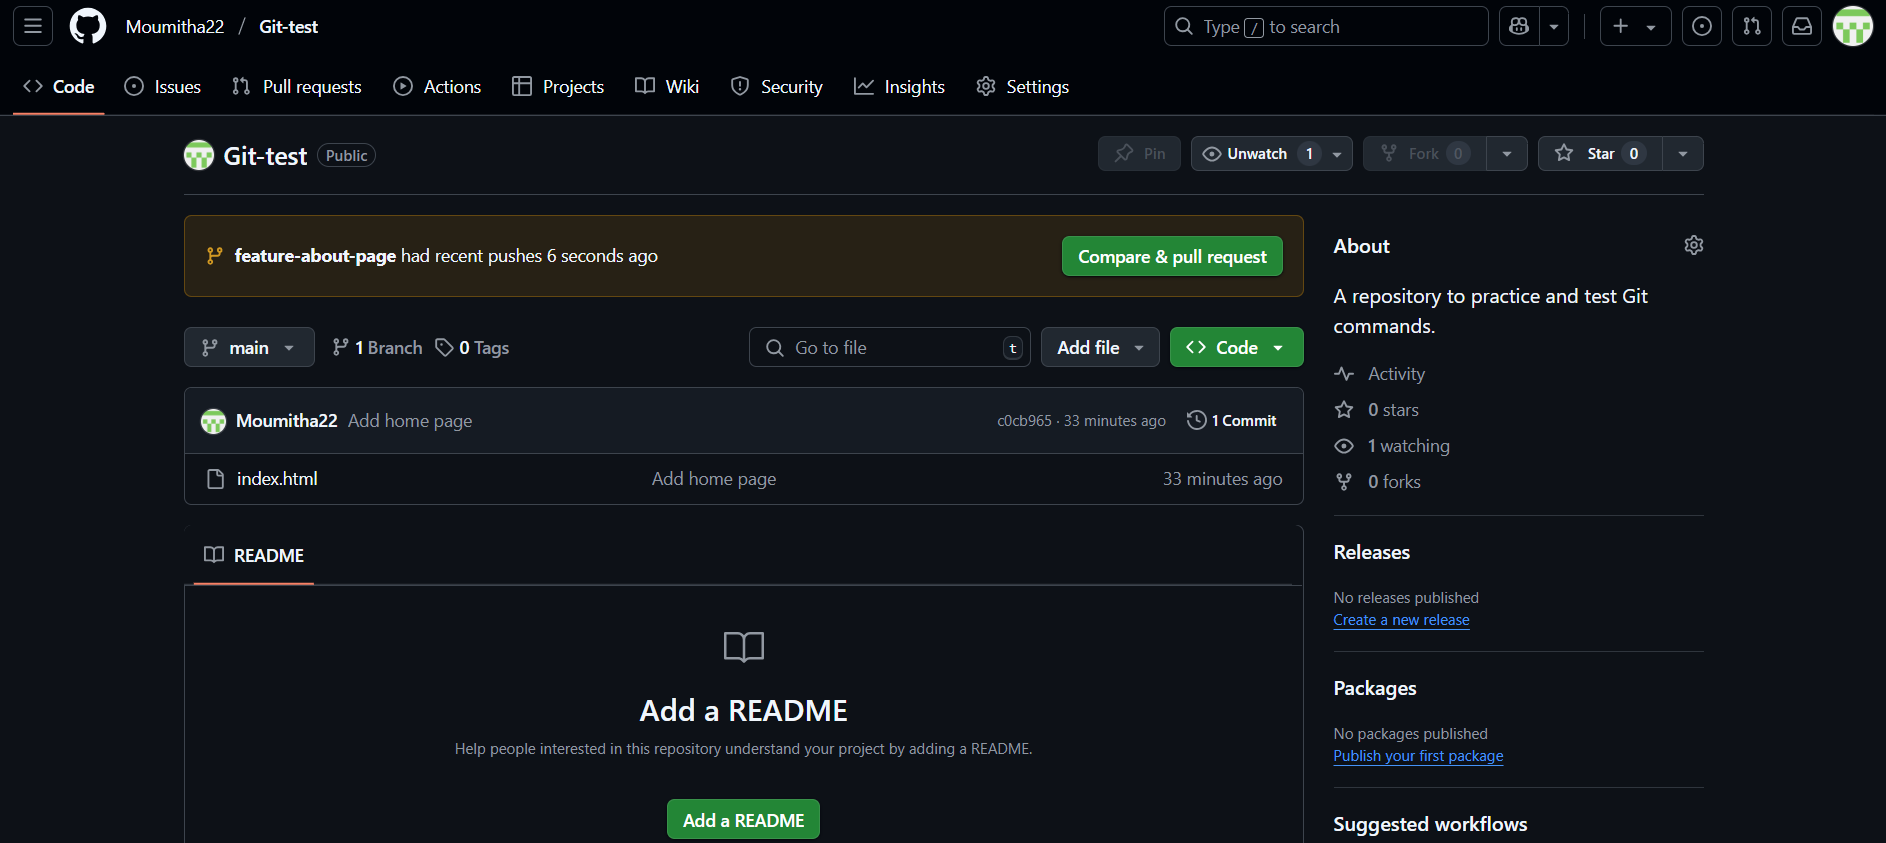 Moumitha22 / Git-test
Type / to search
Code Issues Pull requests Actions Projects Wiki Security Insights Settings
Git-test Public
Pin Unwatch 1 Fork 0 Star 0
feature-about-page had recent pushes 6 seconds ago
Compare & pull request
main 1 Branch 0 Tags Go to file t Add file Code
Moumitha22 Add home page c0cb965 · 33 minutes ago 1 Commit
index.html Add home page 33 minutes ago
README
Add a README
Help people interested in this repository understand your project by adding a README.
Add a README
About
A repository to practice and test Git
commands.
Activity
0 stars
1 watching
0 forks
Releases
No releases published
Create a new release
Packages
No packages published
Publish your first package
Suggested workflows